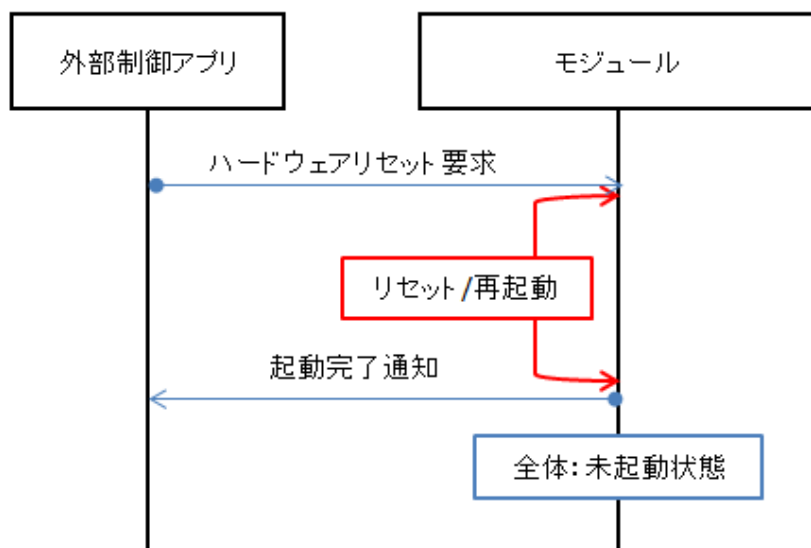 外部制御アプリ
モジュール
ハードウェアリセット要求
リセット/再起動
起動完了通知
全体：未起動状態